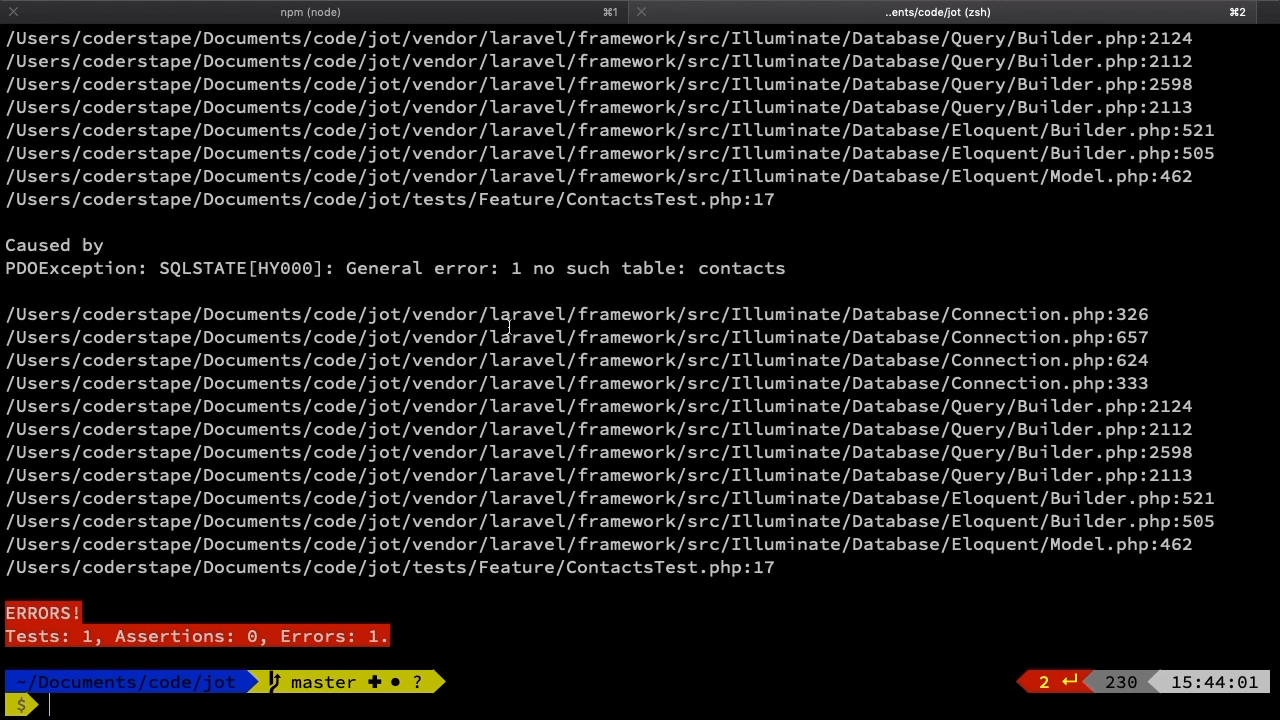 npm (node) ⌘1 ..ents/code/jot (zsh) ⌘2
/Users/coderstape/Documents/code/jot/vendor/laravel/framework/src/Illuminate/Database/Query/Builder.php:2124
/Users/coderstape/Documents/code/jot/vendor/laravel/framework/src/Illuminate/Database/Query/Builder.php:2112
/Users/coderstape/Documents/code/jot/vendor/laravel/framework/src/Illuminate/Database/Query/Builder.php:2598
/Users/coderstape/Documents/code/jot/vendor/laravel/framework/src/Illuminate/Database/Query/Builder.php:2113
/Users/coderstape/Documents/code/jot/vendor/laravel/framework/src/Illuminate/Database/Eloquent/Builder.php:521
/Users/coderstape/Documents/code/jot/vendor/laravel/framework/src/Illuminate/Database/Eloquent/Builder.php:505
/Users/coderstape/Documents/code/jot/vendor/laravel/framework/src/Illuminate/Database/Eloquent/Model.php:462
/Users/coderstape/Documents/code/jot/tests/Feature/ContactsTest.php:17
Caused by
PDOException: SQLSTATE[HY000]: General error: 1 no such table: contacts
/Users/coderstape/Documents/code/jot/vendor/laravel/framework/src/Illuminate/Database/Connection.php:326
/Users/coderstape/Documents/code/jot/vendor/laravel/framework/src/Illuminate/Database/Connection.php:657
/Users/coderstape/Documents/code/jot/vendor/laravel/framework/src/Illuminate/Database/Connection.php:624
/Users/coderstape/Documents/code/jot/vendor/laravel/framework/src/Illuminate/Database/Connection.php:333
/Users/coderstape/Documents/code/jot/vendor/laravel/framework/src/Illuminate/Database/Query/Builder.php:2124
/Users/coderstape/Documents/code/jot/vendor/laravel/framework/src/Illuminate/Database/Query/Builder.php:2112
/Users/coderstape/Documents/code/jot/vendor/laravel/framework/src/Illuminate/Database/Query/Builder.php:2598
/Users/coderstape/Documents/code/jot/vendor/laravel/framework/src/Illuminate/Database/Query/Builder.php:2113
/Users/coderstape/Documents/code/jot/vendor/laravel/framework/src/Illuminate/Database/Eloquent/Builder.php:521
/Users/coderstape/Documents/code/jot/vendor/laravel/framework/src/Illuminate/Database/Eloquent/Builder.php:505
/Users/coderstape/Documents/code/jot/vendor/laravel/framework/src/Illuminate/Database/Eloquent/Model.php:462
/Users/coderstape/Documents/code/jot/tests/Feature/ContactsTest.php:17
ERRORS!
Tests: 1, Assertions: 0, Errors: 1.
~/Documents/code/jot master ✚ ● ? 2 ↵ 230 15:44:01
$